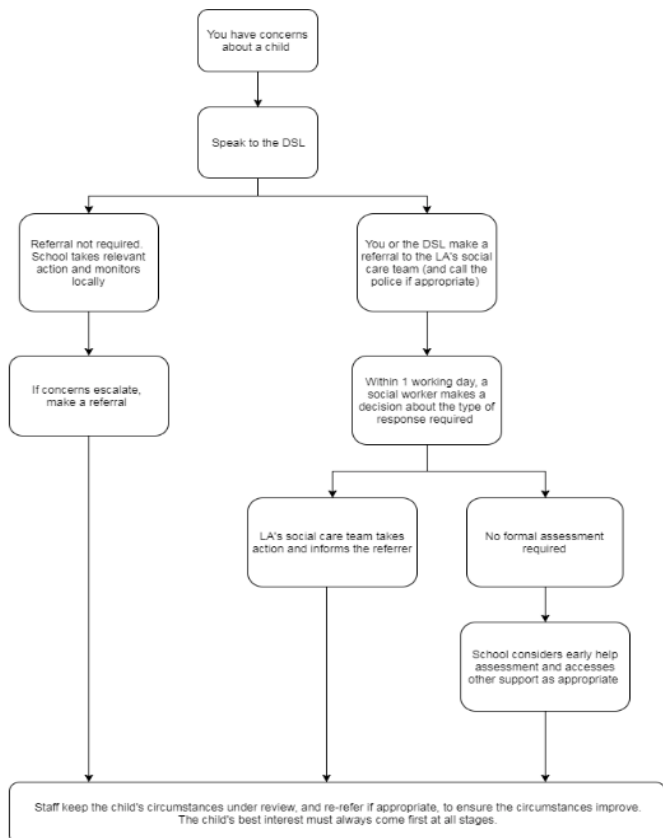 You have concerns
about a child
Speak to the DSL
Referral not required.
School takes relevant
action and monitors
locally
You or the DSL make a
referral to the LA's social
care team (and call the
police if appropriate)
If concerns escalate,
make a referral
Within 1 working day, a
social worker makes a
decision about the type of
response required
LA's social care team takes
action and informs the referrer
No formal assessment
required
School considers early help
assessment and accesses
other support as appropriate
Staff keep the child's circumstances under review, and re-refer if appropriate, to ensure the circumstances improve.
The child's best interest must always come first at all stages.